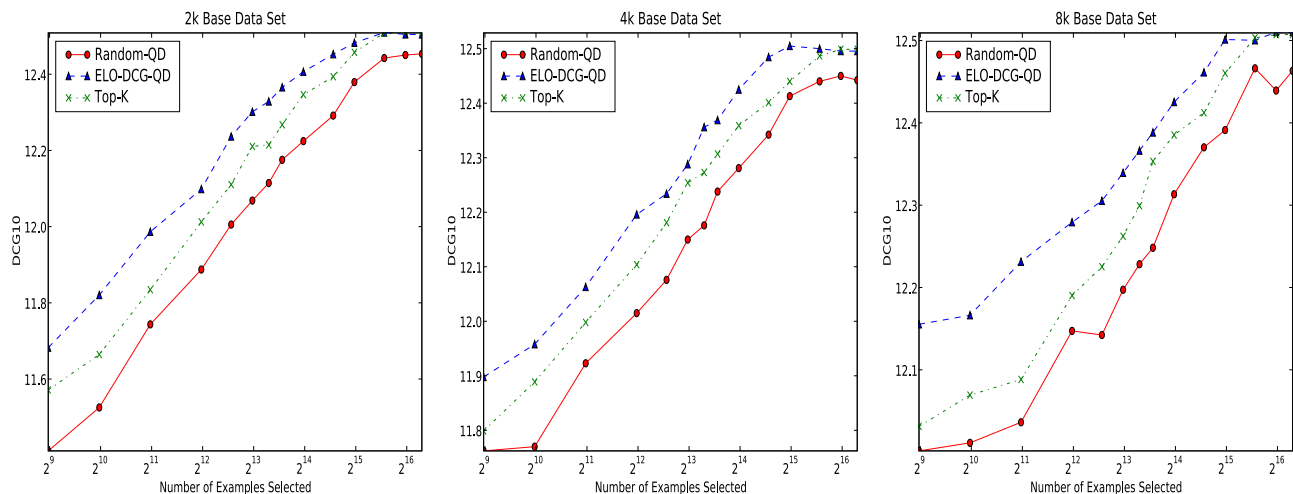 2k Base Data Set
Random-QD
ELO-DCG-QD
Top-K
DCG10
12.4
12.2
12.0
11.8
11.6
2^9 2^10 2^11 2^12 2^13 2^14 2^15 2^16
Number of Examples Selected
4k Base Data Set
Random-QD
ELO-DCG-QD
Top-K
DCG10
12.5
12.4
12.3
12.2
12.1
12.0
11.9
11.8
2^9 2^10 2^11 2^12 2^13 2^14 2^15 2^16
Number of Examples Selected
8k Base Data Set
Random-QD
ELO-DCG-QD
Top-K
DCG10
12.5
12.4
12.3
12.2
12.1
2^9 2^10 2^11 2^12 2^13 2^14 2^15 2^16
Number of Examples Selected